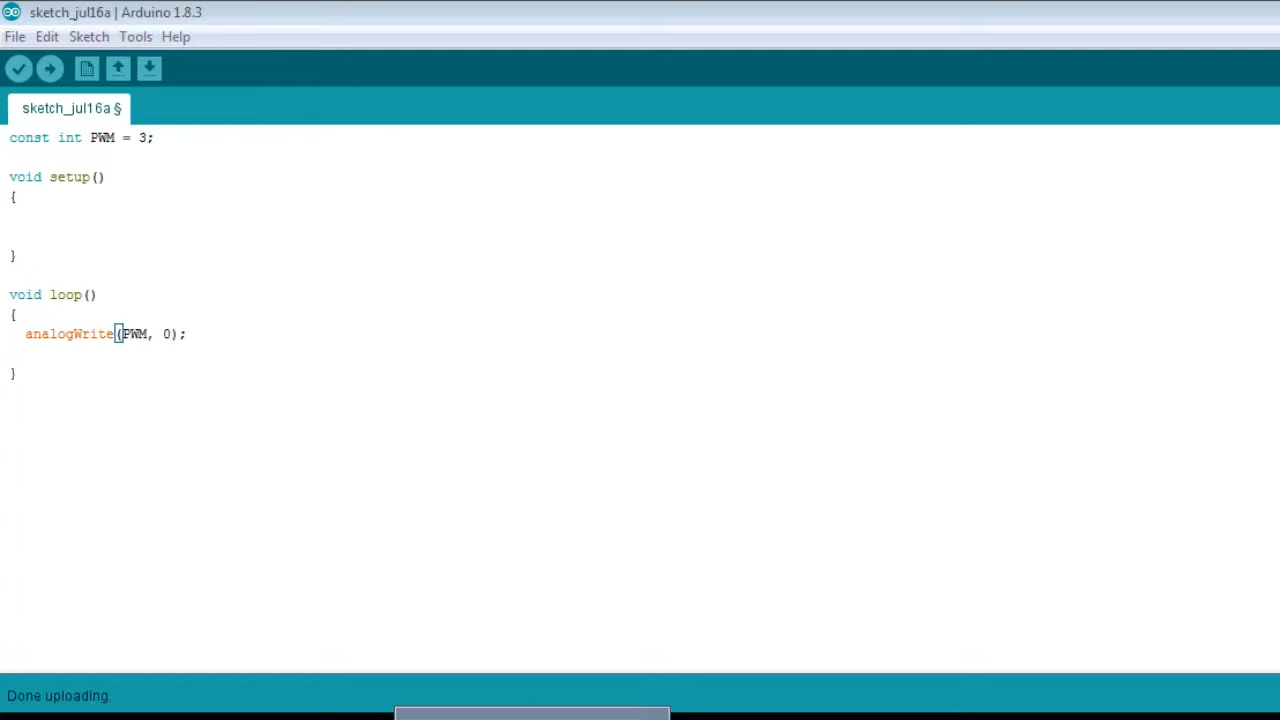 sketch_jul16a | Arduino 1.8.3
File Edit Sketch Tools Help
sketch_jul16a §
const int PWM = 3;
void setup()
{
}
void loop()
{
analogWrite(PWM, 0);
}
Done uploading.